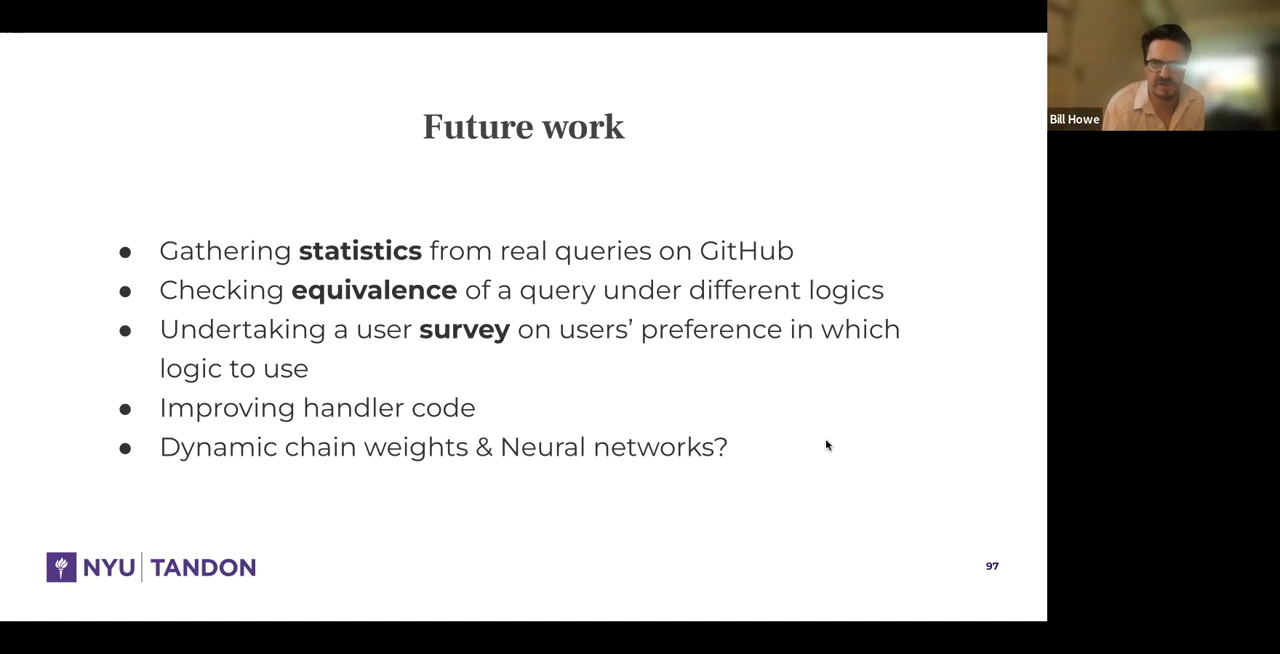 Future work
● Gathering statistics from real queries on GitHub
● Checking equivalence of a query under different logics
● Undertaking a user survey on users’ preference in which
logic to use
● Improving handler code
● Dynamic chain weights & Neural networks?
NYU | TANDON
97
Bill Howe